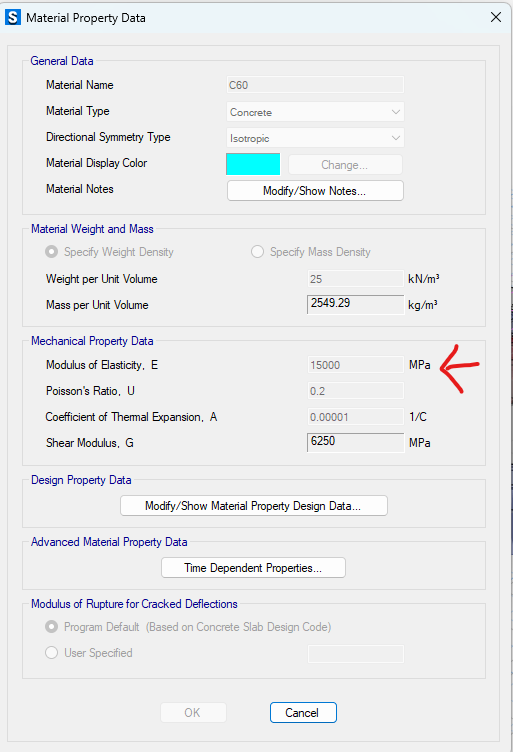 S Material Property Data
General Data
Material Name C60
Material Type Concrete
Directional Symmetry Type Isotropic
Material Display Color Change...
Material Notes Modify/Show Notes...
Material Weight and Mass
Specify Weight Density Specify Mass Density
Weight per Unit Volume 25 kN/m³
Mass per Unit Volume 2549.29 kg/m³
Mechanical Property Data
Modulus of Elasticity, E 15000 MPa
Poisson's Ratio, U 0.2
Coefficient of Thermal Expansion, A 0.00001 1/C
Shear Modulus, G 6250 MPa
Design Property Data
Modify/Show Material Property Design Data...
Advanced Material Property Data
Time Dependent Properties...
Modulus of Rupture for Cracked Deflections
Program Default (Based on Concrete Slab Design Code)
User Specified
OK Cancel